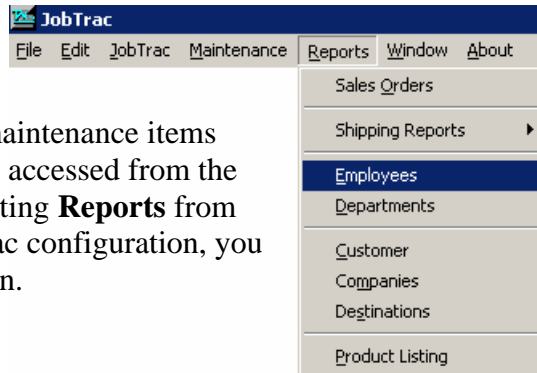 JobTrac
File Edit JobTrac Maintenance Reports Window About
Sales Orders
Shipping Reports
Employees
Departments
Customer
Companies
Destinations
Product Listing
maintenance items
accessed from the
ting Reports from
ac configuration, you
n.